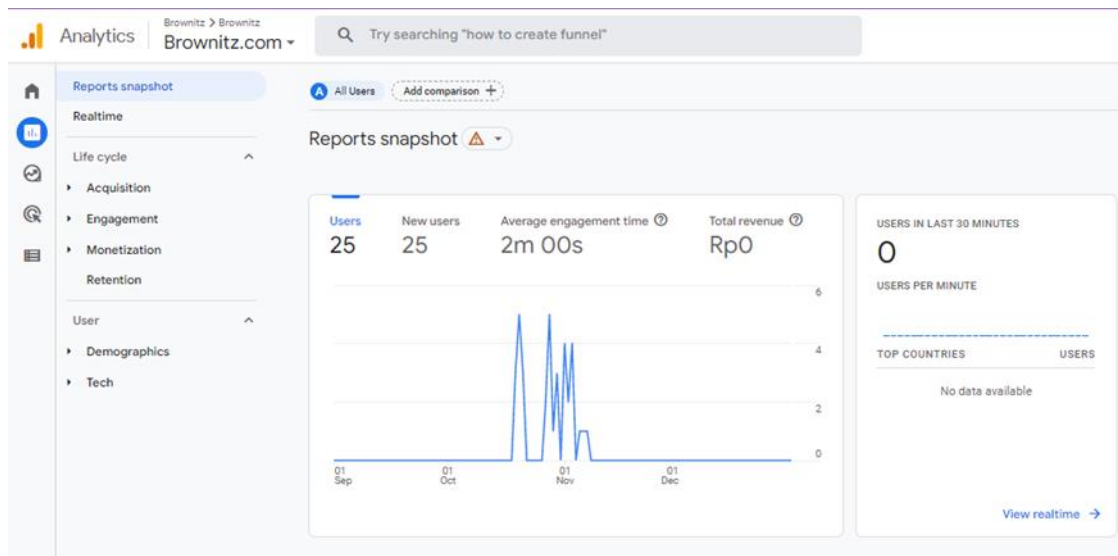 Analytics
Brownitz > Brownitz
Brownitz.com
Try searching "how to create funnel"
Reports snapshot
Realtime
Life cycle
Acquisition
Engagement
Monetization
Retention
User
Demographics
Tech
A All Users
Add comparison +
Reports snapshot
Users New users Average engagement time Total revenue
25 25 2m 00s Rp0
6
4
2
0
01 01 01 01
Sep Oct Nov Dec
USERS IN LAST 30 MINUTES
0
USERS PER MINUTE
TOP COUNTRIES USERS
No data available
View realtime